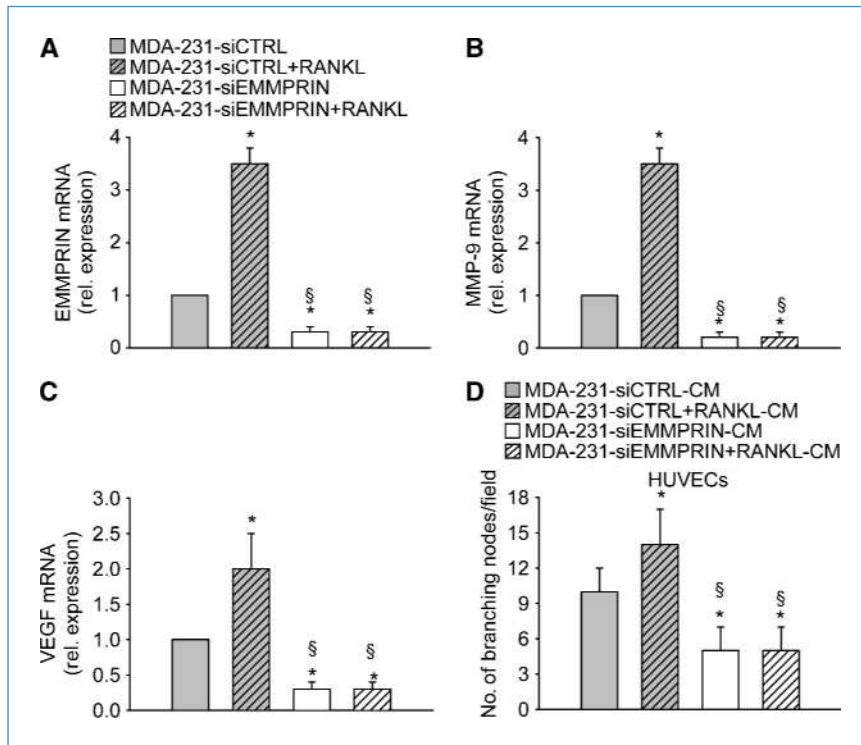 A
MDA-231-siCTRL
MDA-231-siCTRL+RANKL
MDA-231-siEMMPRIN
MDA-231-siEMMPRIN+RANKL
EMMPRIN mRNA
(rel. expression)
4
3
2
1
0
*
§
*
§
*
B
MMP-9 mRNA
(rel. expression)
4
3
2
1
0
*
§
*
§
*
C
VEGF mRNA
(rel. expression)
3.0
2.5
2.0
1.5
1.0
0.5
0.0
*
§
*
§
*
D
MDA-231-siCTRL-CM
MDA-231-siCTRL+RANKL-CM
MDA-231-siEMMPRIN-CM
MDA-231-siEMMPRIN+RANKL-CM
HUVECs
No. of branching nodes/field
18
15
12
9
6
3
0
*
§
*
§
*